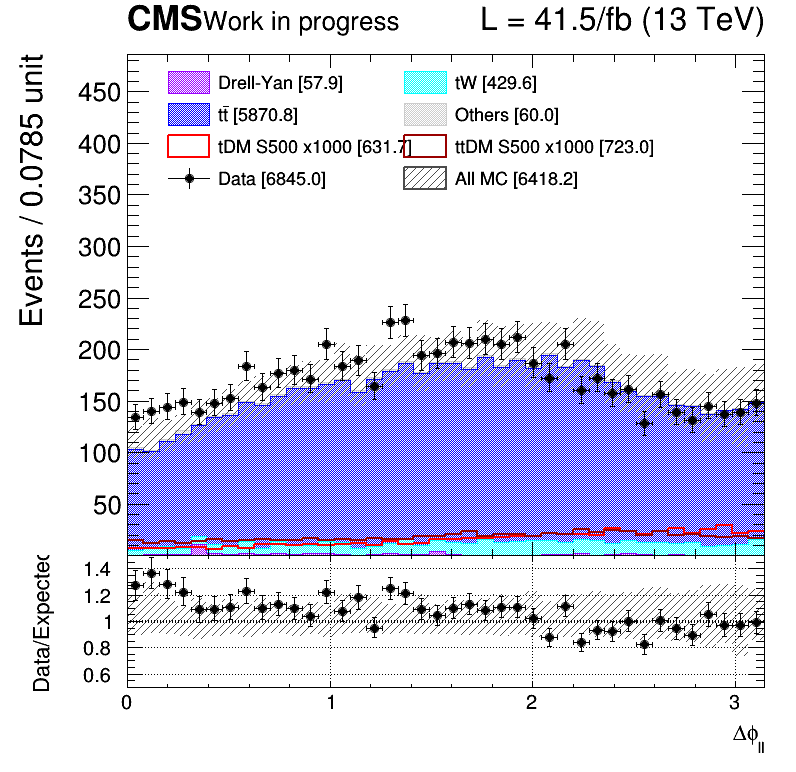 CMS Work in progress L = 41.5/fb (13 TeV)
Events / 0.0785 unit
Drell-Yan [57.9] tW [429.6]
tt̄ [5870.8] Others [60.0]
tDM S500 x1000 [631.7] ttDM S500 x1000 [723.0]
Data [6845.0] All MC [6418.2]
450
400
350
300
250
200
150
100
50
Data/Expected
1.4
1.2
1
0.8
0.6
0 1 2 3
Δϕll